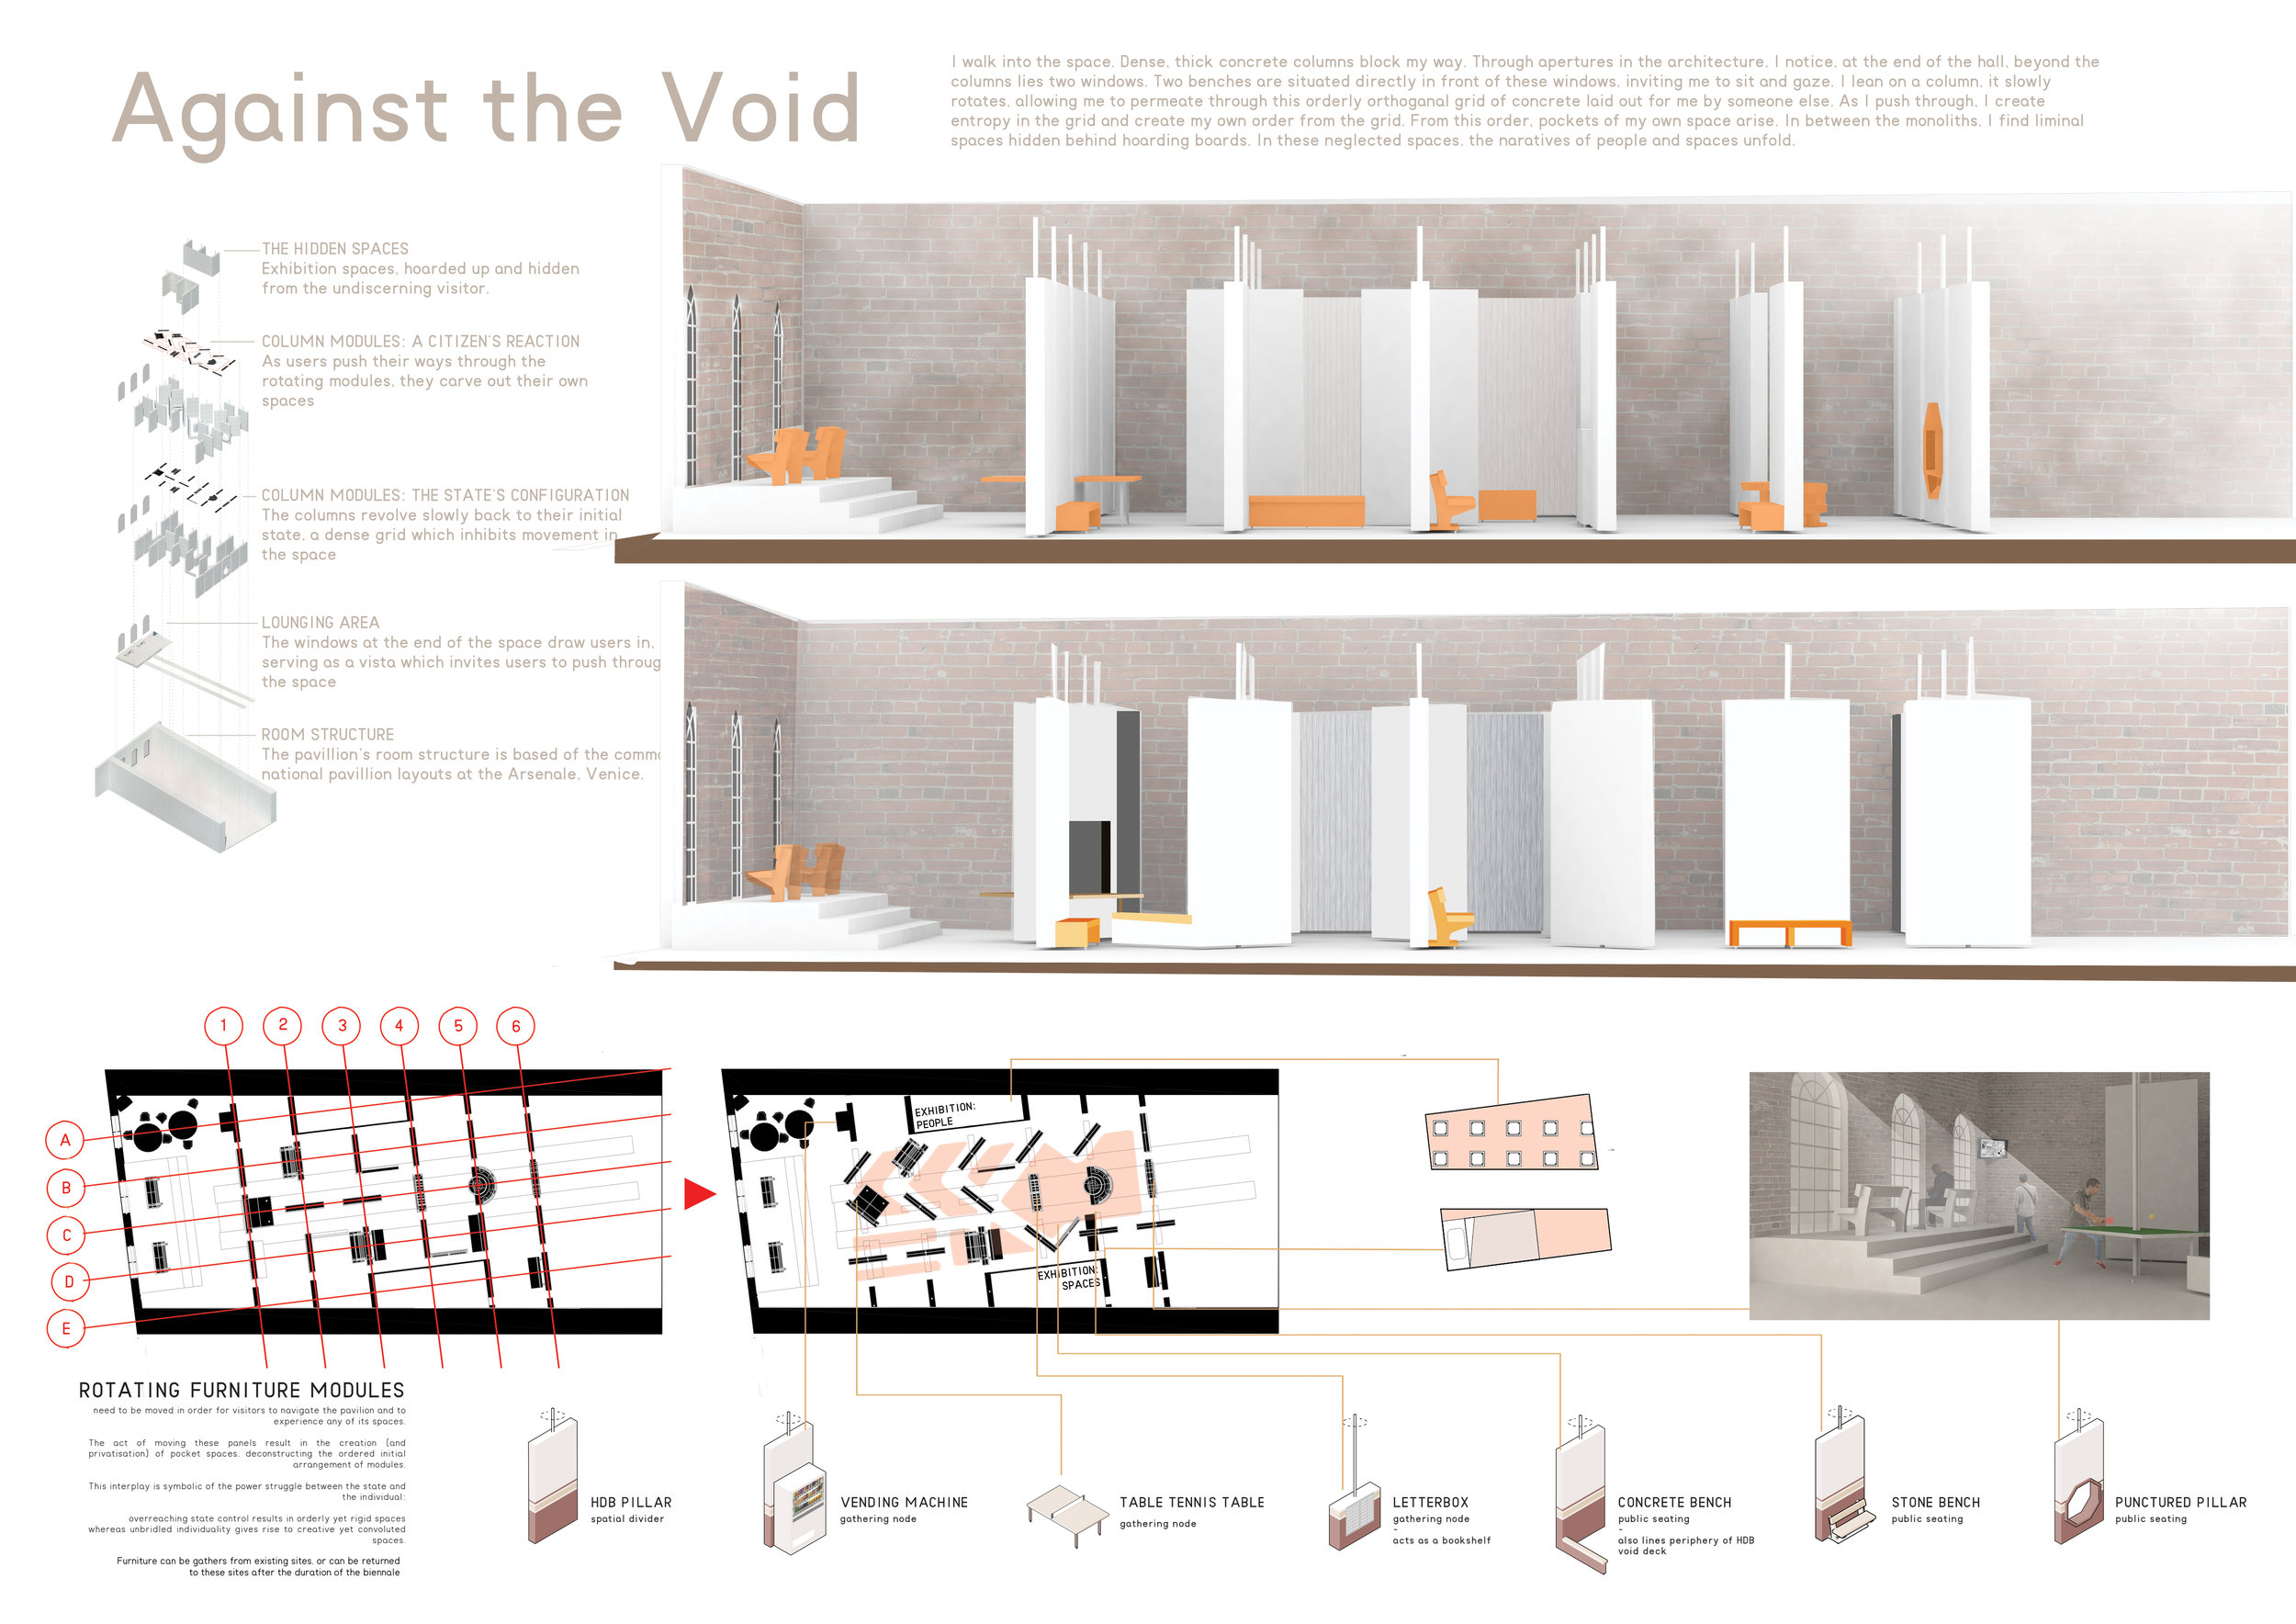 Against the Void
I walk into the space. Dense, thick concrete columns block my way. Through apertures in the architecture, I notice, at the end of the hall, beyond the
columns lies two windows. Two benches are situated directly in front of these windows, inviting me to sit and gaze. I lean on a column, it slowly
rotates, allowing me to permeate through this orderly orthoganal grid of concrete laid out for me by someone else. As I push through, I create
entropy in the grid and create my own order from the grid. From this order, pockets of my own space arise. In between the monoliths, I find liminal
spaces hidden behind hoarding boards. In these neglected spaces, the naratives of people and spaces unfold.
THE HIDDEN SPACES
Exhibition spaces, hoarded up and hidden
from the undiscerning visitor.
COLUMN MODULES: A CITIZEN'S REACTION
As users push their ways through the
rotating modules, they carve out their own
spaces
COLUMN MODULES: THE STATE'S CONFIGURATION
The columns revolve slowly back to their initial
state, a dense grid which inhibits movement in
the space
LOUNGING AREA
The windows at the end of the space draw users in,
serving as a vista which invites users to push throug
the space
ROOM STRUCTURE
The pavillion's room structure is based of the comm
national pavillion layouts at the Arsenale, Venice.
1 2 3 4 5 6
A
B
C
D
E
EXHIBITION:
PEOPLE
EXHIBITION:
SPACES
ROTATING FURNITURE MODULES
need to be moved in order for visitors to navigate the pavilion and to
experience any of its spaces.
The act of moving these panels result in the creation (and
privatisation) of pocket spaces, deconstructing the ordered initial
arrangement of modules.
This interplay is symbolic of the power struggle between the state and
the individual:
overreaching state control results in orderly yet rigid spaces
whereas unbridled individuality gives rise to creative yet convoluted
spaces.
Furniture can be gathers from existing sites, or can be returned
to these sites after the duration of the biennale
HDB PILLAR
spatial divider
VENDING MACHINE
gathering node
TABLE TENNIS TABLE
gathering node
LETTERBOX
gathering node
-
acts as a bookshelf
CONCRETE BENCH
public seating
-
also lines periphery of HDB
void deck
STONE BENCH
public seating
PUNCTURED PILLAR
public seating